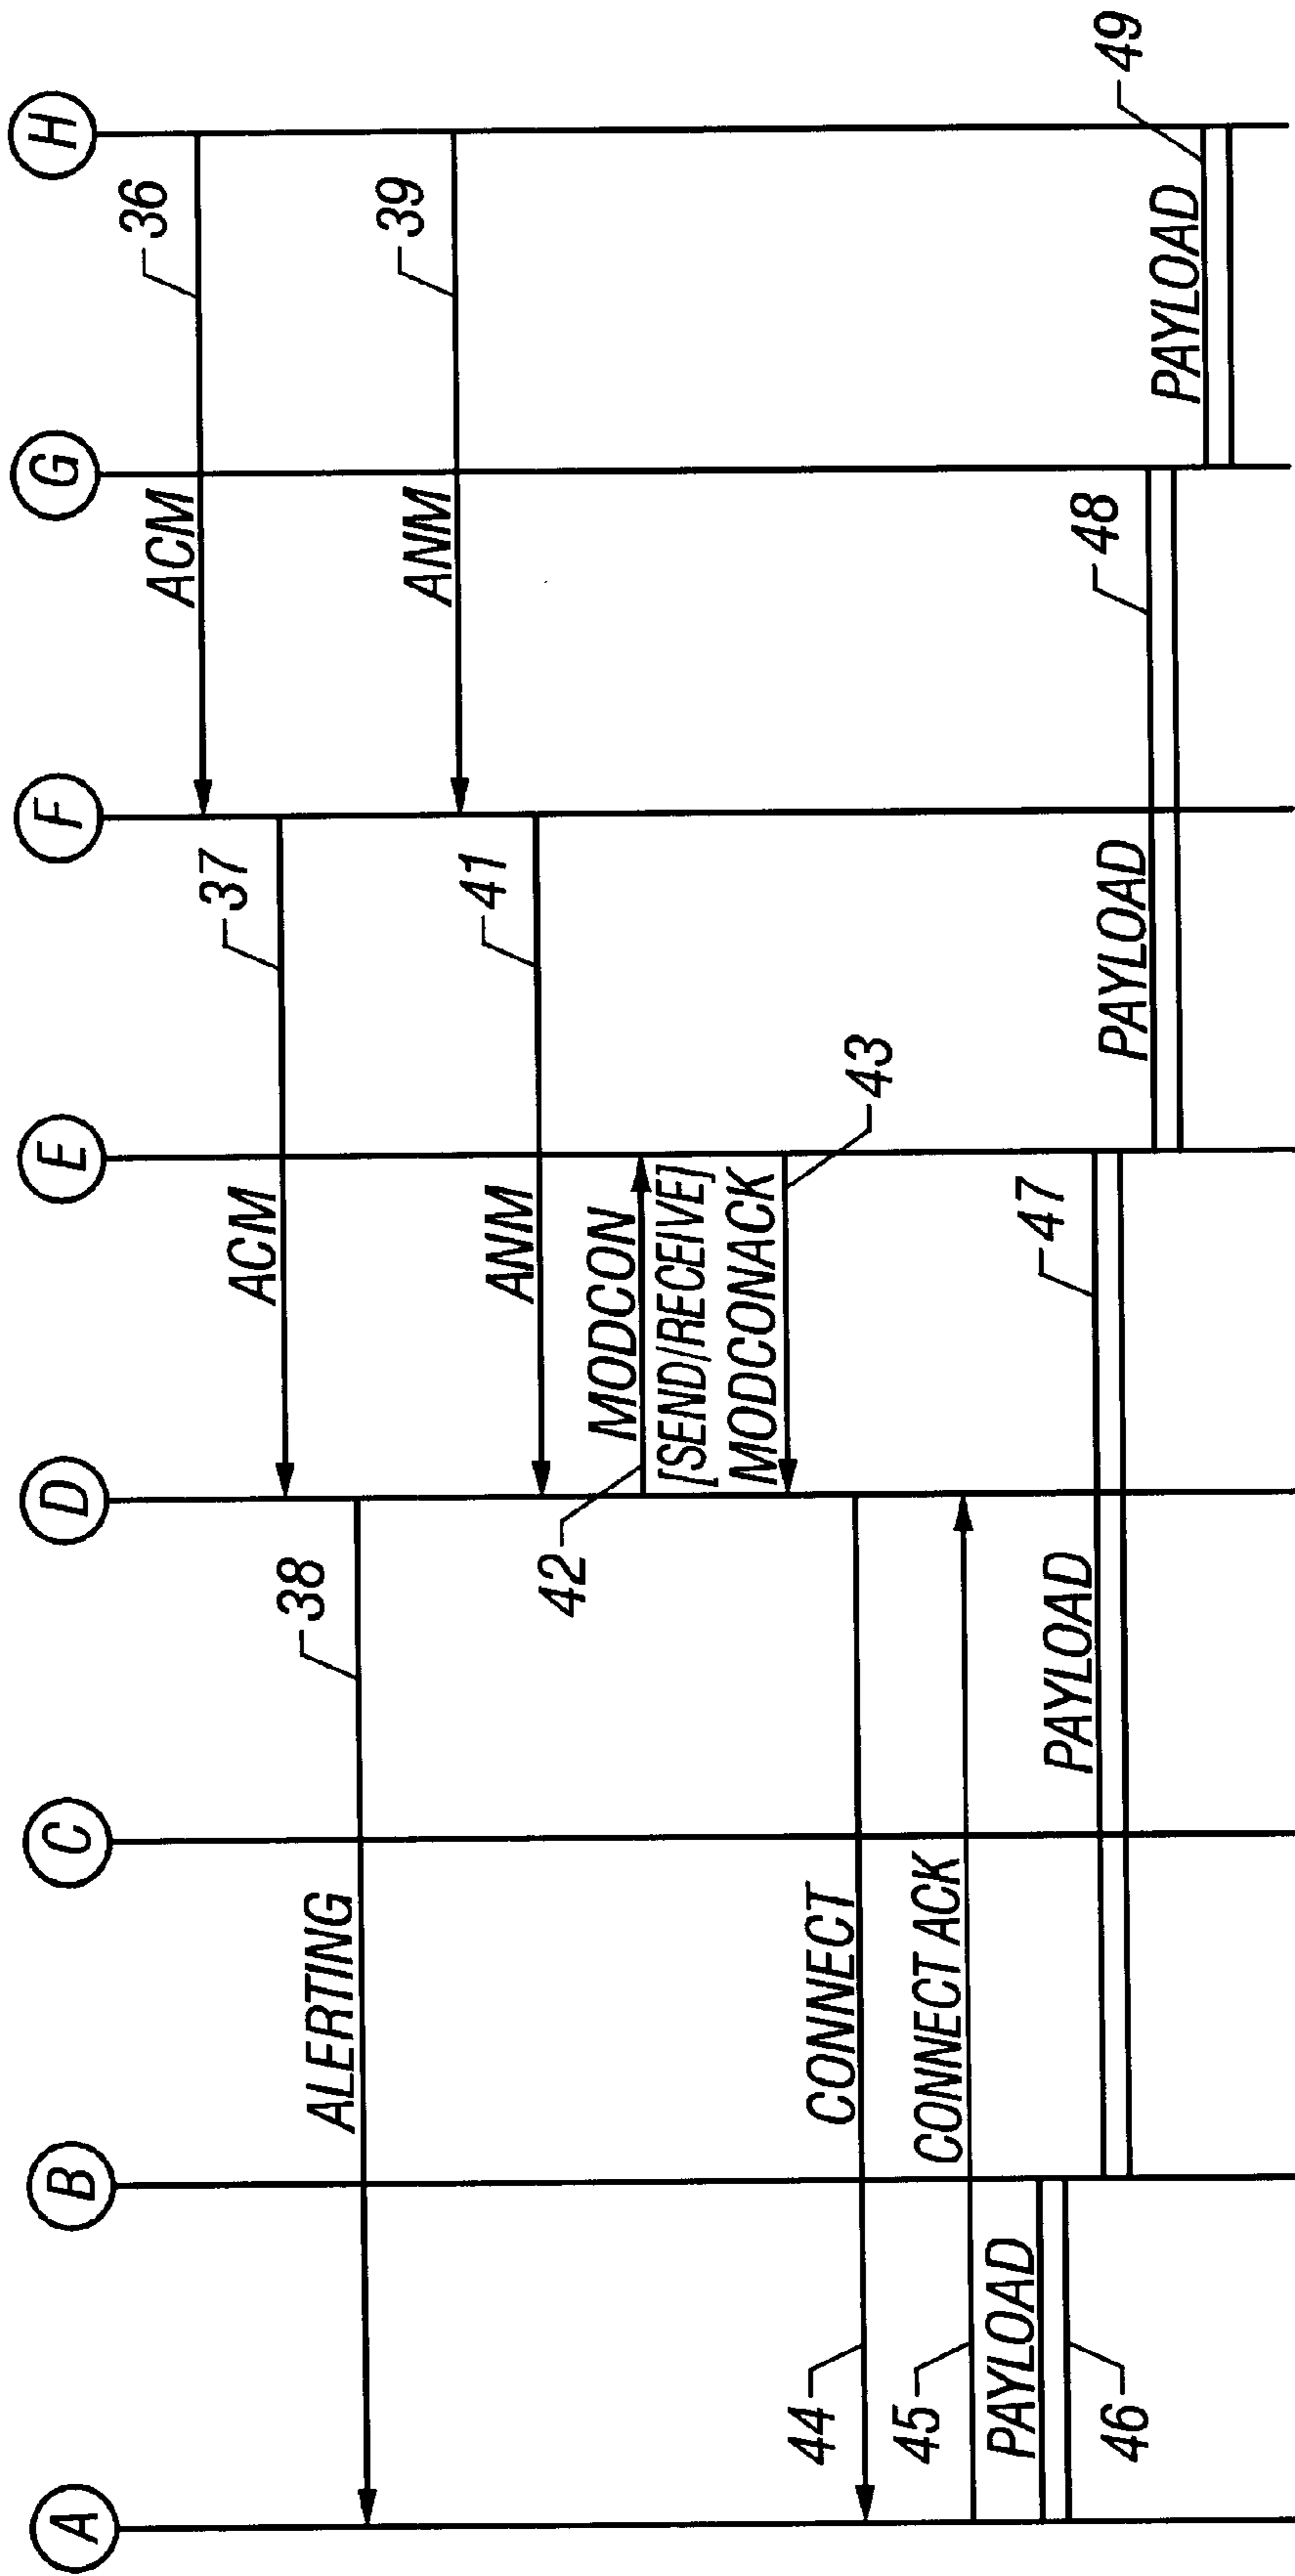 A
B
C
D
E
F
G
H
ACM
36
ACM
37
ALERTING
38
ANM
39
ANM
41
MODCON
42
[SEND/RECEIVE]
MODCONACK
43
CONNECT
44
CONNECT ACK
45
PAYLOAD
46
PAYLOAD
47
PAYLOAD
48
PAYLOAD
49